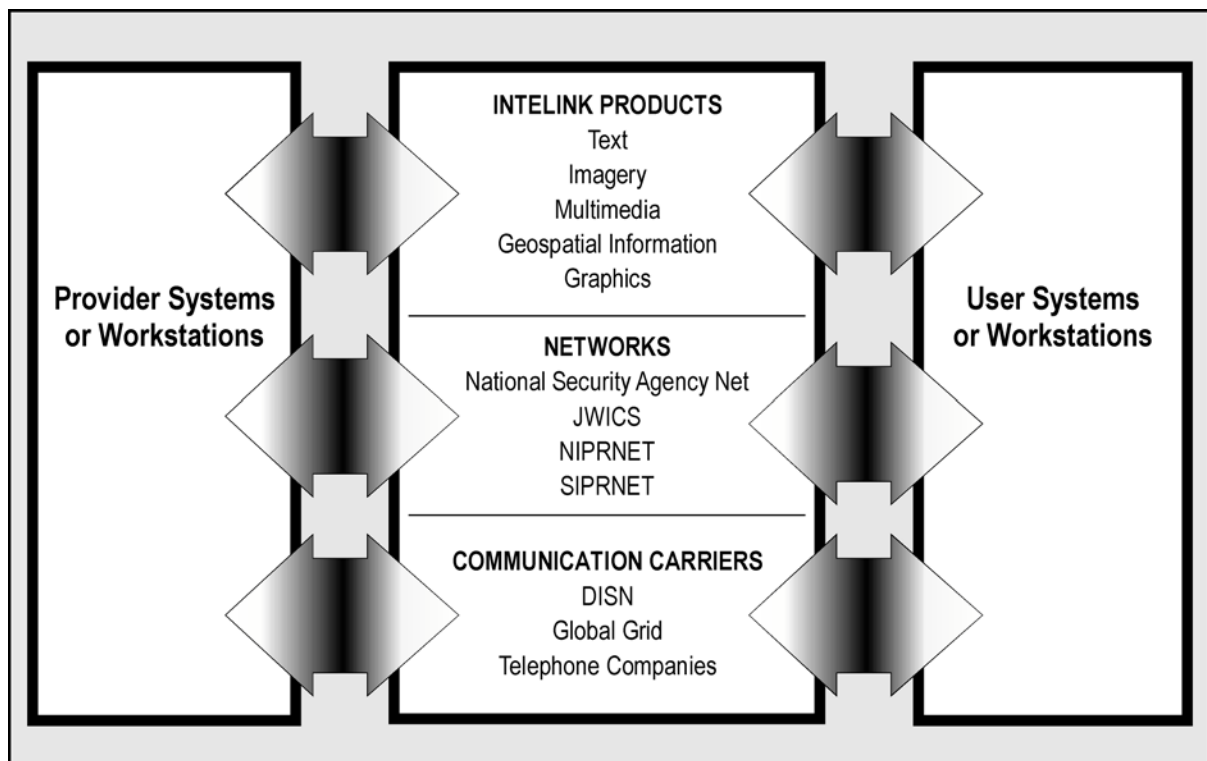 Provider Systems
or Workstations
INTELINK PRODUCTS
Text
Imagery
Multimedia
Geospatial Information
Graphics
NETWORKS
National Security Agency Net
JWICS
NIPRNET
SIPRNET
COMMUNICATION CARRIERS
DISN
Global Grid
Telephone Companies
User Systems
or Workstations